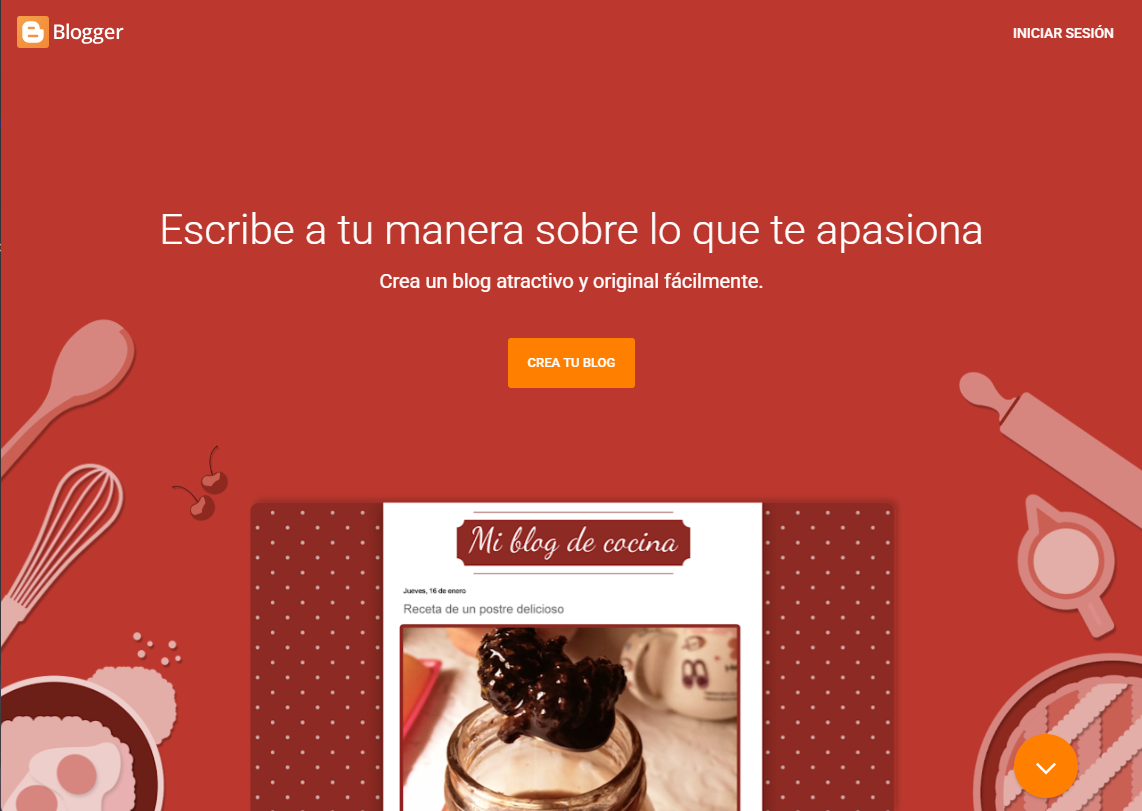 Blogger
INICIAR SESIÓN
Escribe a tu manera sobre lo que te apasiona
Crea un blog atractivo y original fácilmente.
CREA TU BLOG
Mi blog de cocina
Jueves, 16 de enero
Receta de un postre delicioso